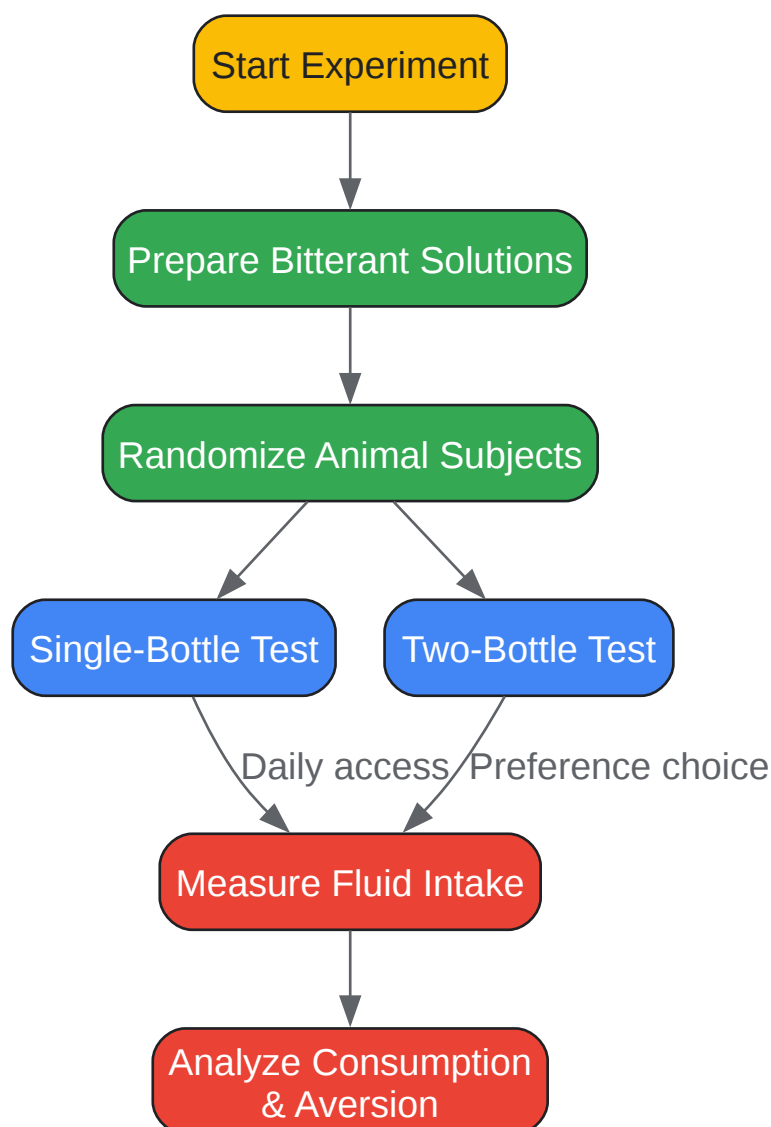 Start Experiment
Prepare Bitterant Solutions
Randomize Animal Subjects
Single-Bottle Test
Two-Bottle Test
Daily access
Preference choice
Measure Fluid Intake
Analyze Consumption
& Aversion